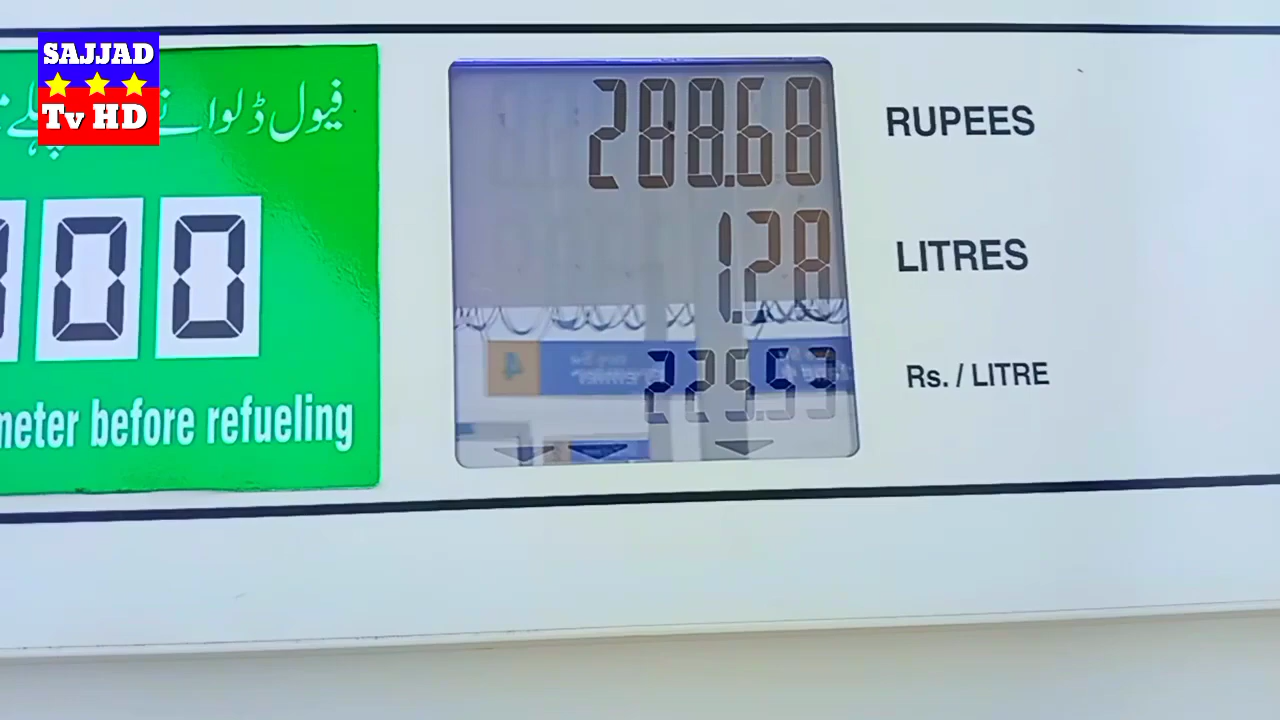 SAJJAD
Tv HD
فیول ڈلوانے
00
meter before refueling
288.68
RUPEES
1.28
LITRES
225.53
Rs. / LITRE